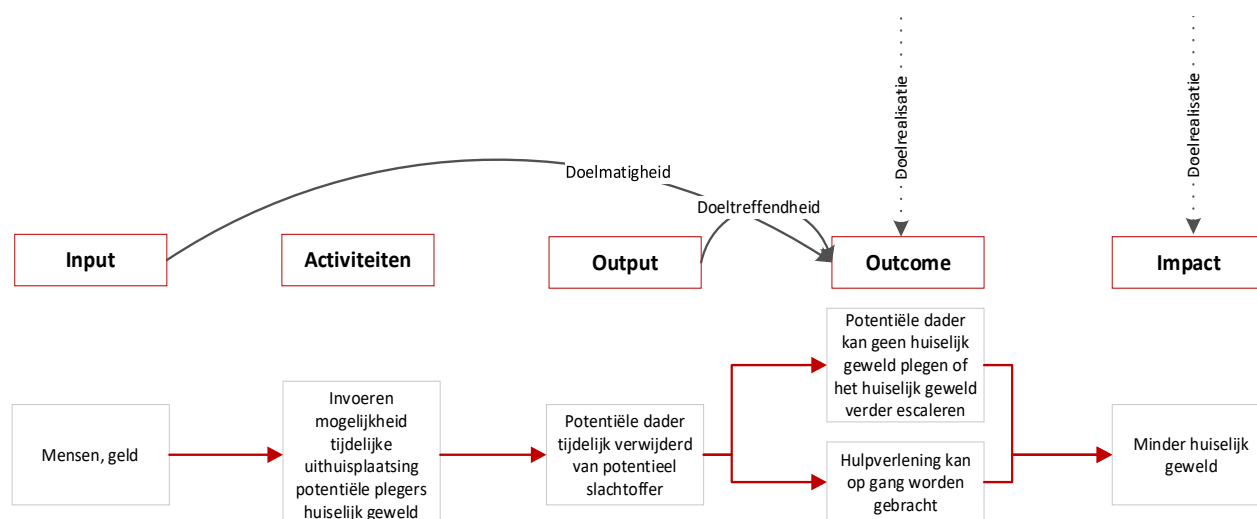 Doelrealisatie
Doelrealisatie
Doelmatigheid
Doeltreffendheid
Input
Activiteiten
Output
Outcome
Impact
Mensen, geld
Invoeren
mogelijkheid
tijdelijke
uithuisplaatsing
potentiële plegers
huiselijk geweld
Potentiële dader
tijdelijk verwijderd
van potentieel
slachtoffer
Potentiële dader
kan geen huiselijk
geweld plegen of
het huiselijk geweld
verder escaleren
Hulpverlening kan
op gang worden
gebracht
Minder huiselijk
geweld